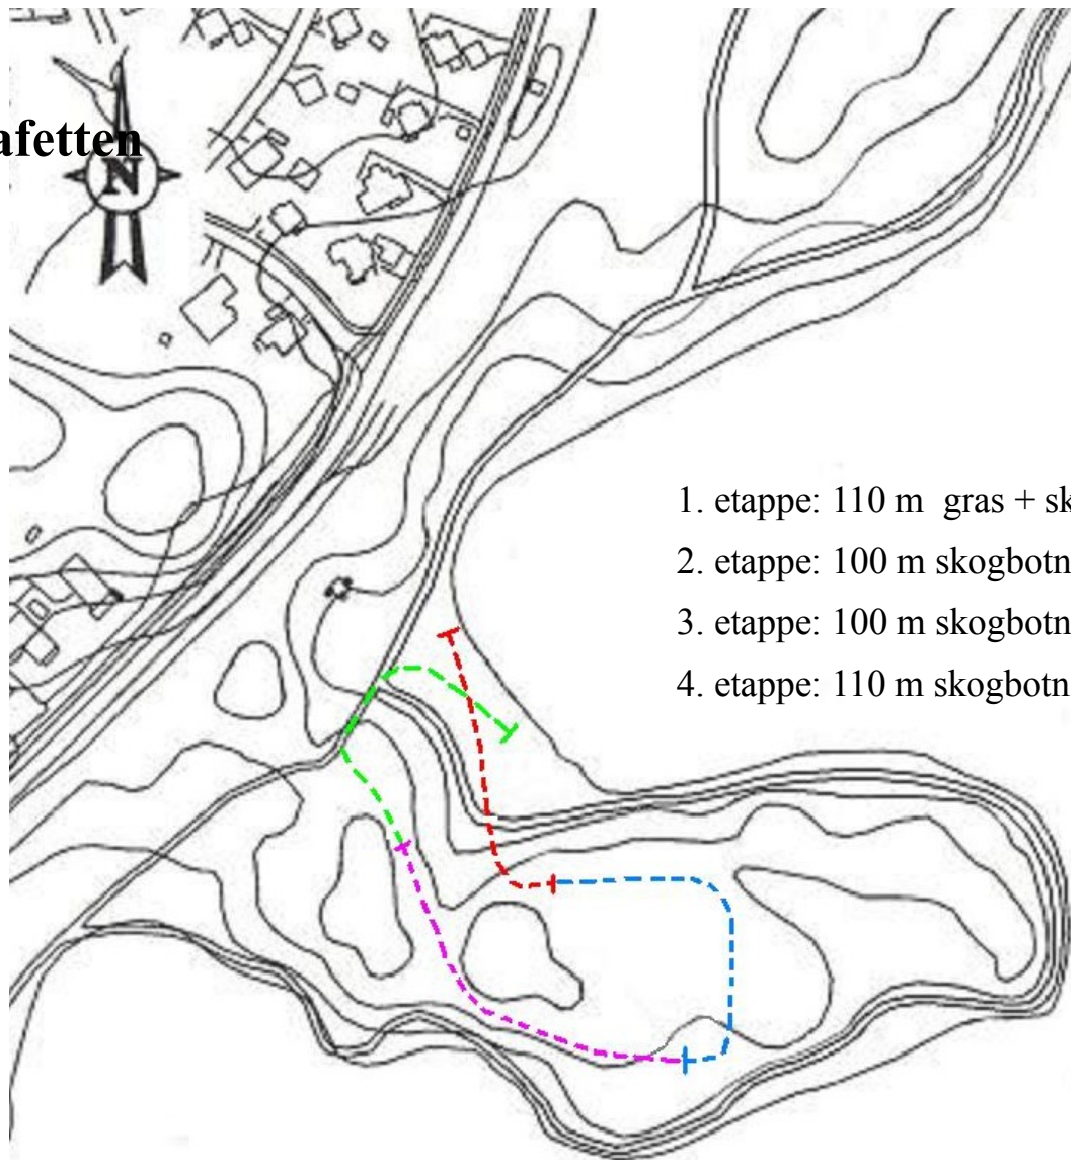 afetten
N
1. etappe: 110 m gras + sk
2. etappe: 100 m skogbotn
3. etappe: 100 m skogbotn
4. etappe: 110 m skogbotn